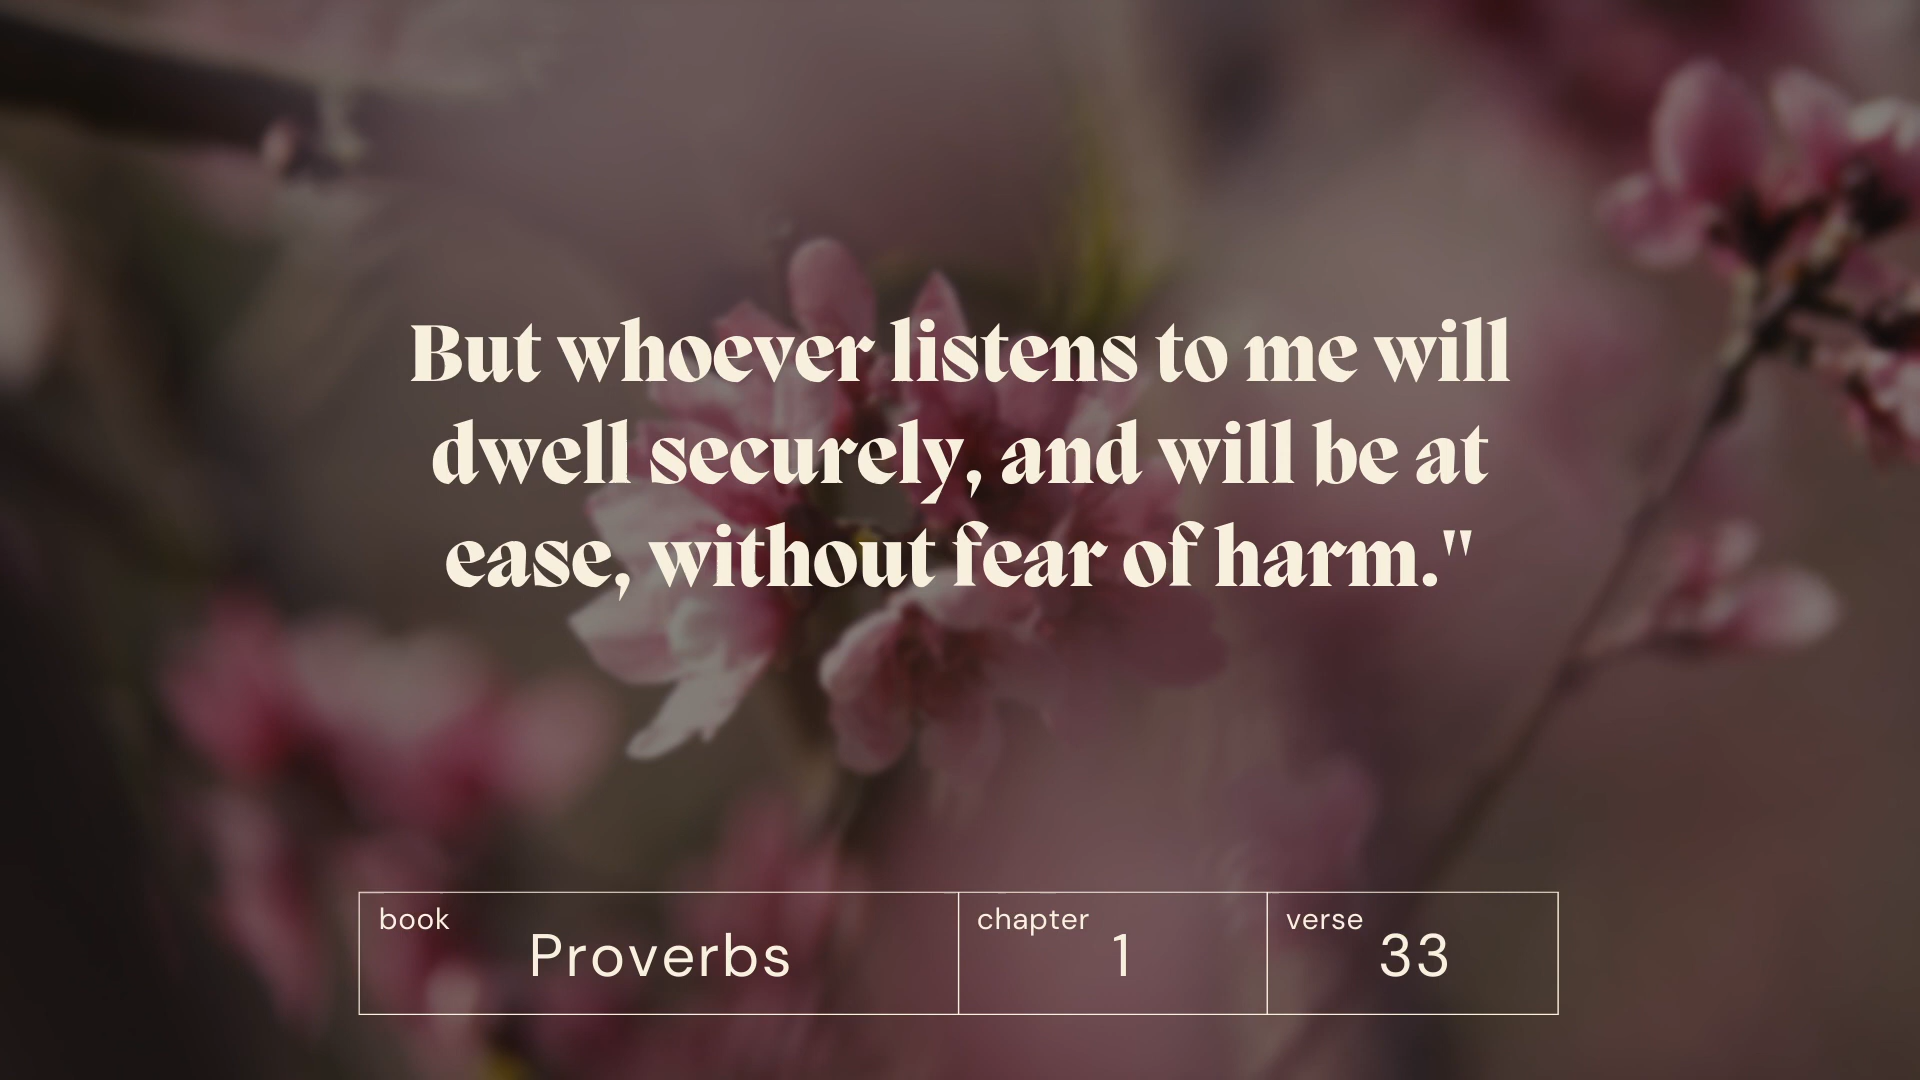 But whoever listens to me will
dwell securely, and will be at
ease, without fear of harm."
book
Proverbs
chapter
1
verse
33